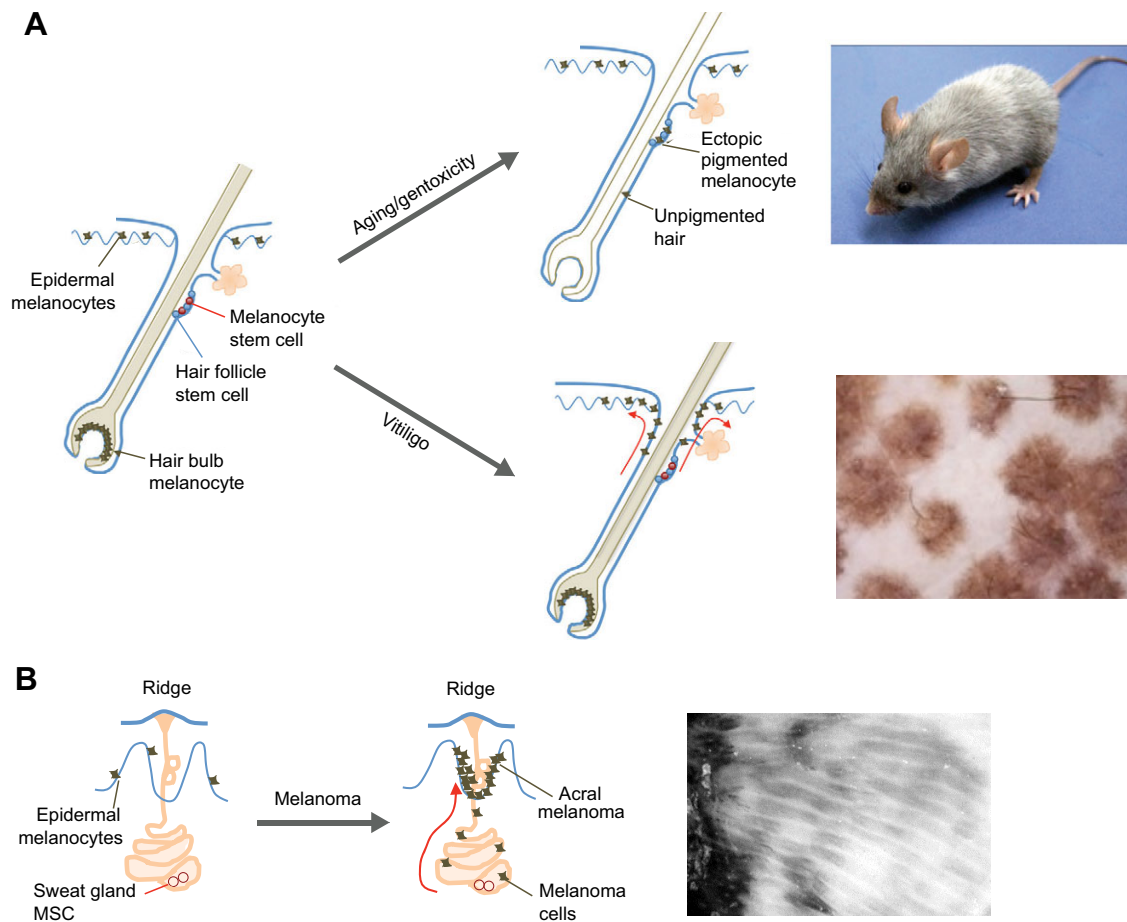 A
Epidermal
melanocytes
Melanocyte
stem cell
Hair follicle
stem cell
Hair bulb
melanocyte
Aging/gentoxicity
Ectopic
pigmented
melanocyte
Unpigmented
hair
Vitiligo
B
Ridge
Epidermal
melanocytes
Sweat gland
MSC
Melanoma
Ridge
Acral
melanoma
Melanoma
cells